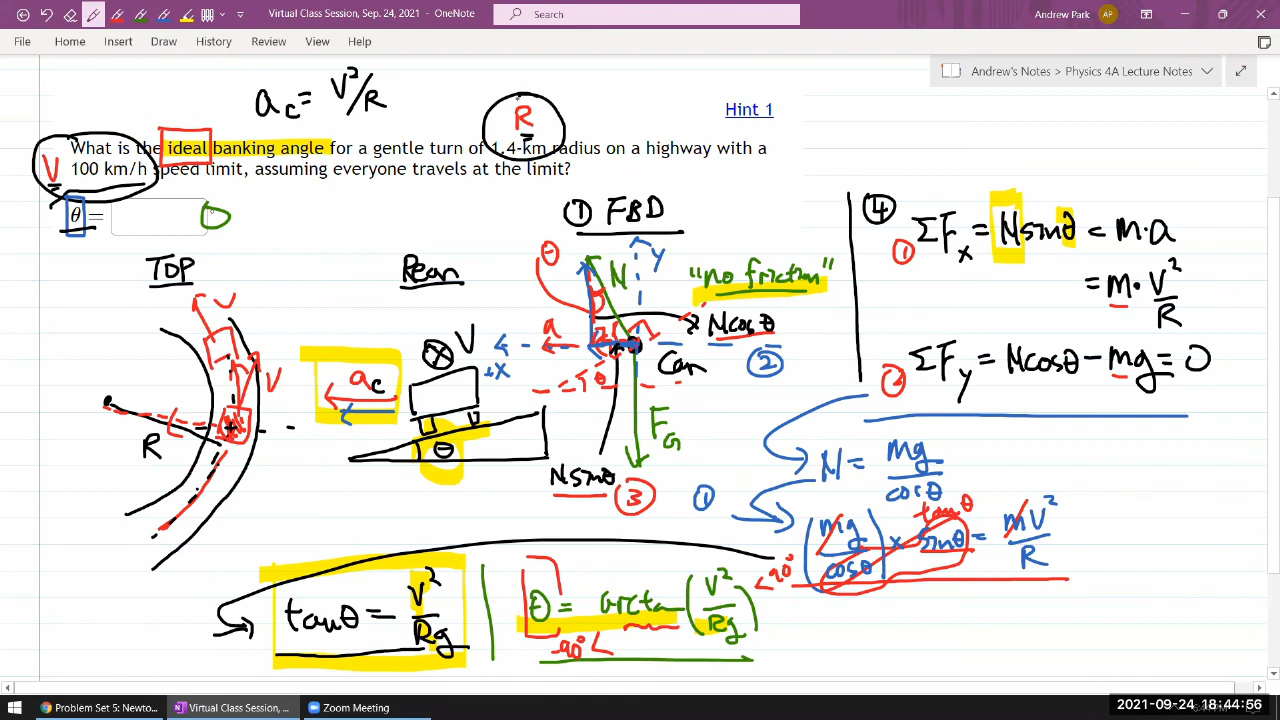 Virtual Class Session, Sep. 24, 2021 - OneNote
Search
Andrew Park
AP
File Home Insert Draw History Review View Help
Andrew's Notes > Physics 4A Lecture Notes
a_c = V²/R
R
Hint 1
V
What is the ideal banking angle for a gentle turn of 1.4-km radius on a highway with a
100 km/h speed limit, assuming everyone travels at the limit?
θ =
TOP
V
V
R
Rear
V
a_c
θ
① FBD
θ
N
y
"no friction"
a
+x
Ncosθ
②
Car
θ
F_G
Nsinθ
③
④
① ΣF_x = Nsinθ = m·a
= m·V²/R
② ΣF_y = Ncosθ - mg = 0
N = mg/cosθ
①
(mg/cosθ) × sinθ = mV²/R
tanθ
tanθ = V²/Rg
θ = arctan(V²/Rg)
<90°
-90° <
Problem Set 5: Newto... Virtual Class Session,... Zoom Meeting
2021-09-24 18:44:56